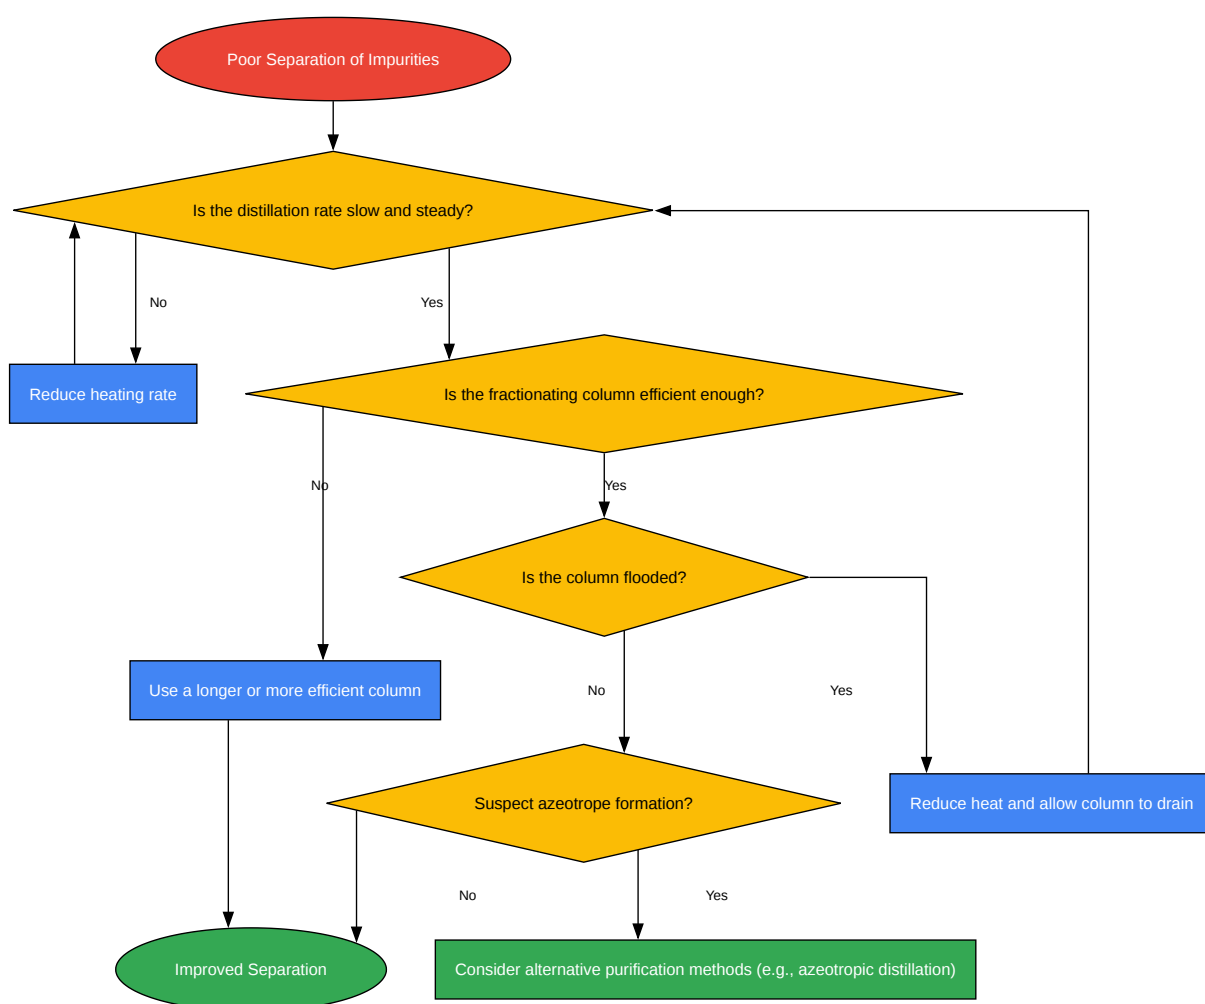 Poor Separation of Impurities
Is the distillation rate slow and steady?
No
Yes
Reduce heating rate
Is the fractionating column efficient enough?
No
Yes
Is the column flooded?
Use a longer or more efficient column
No
Yes
Suspect azeotrope formation?
Reduce heat and allow column to drain
No
Yes
Improved Separation
Consider alternative purification methods (e.g., azeotropic distillation)